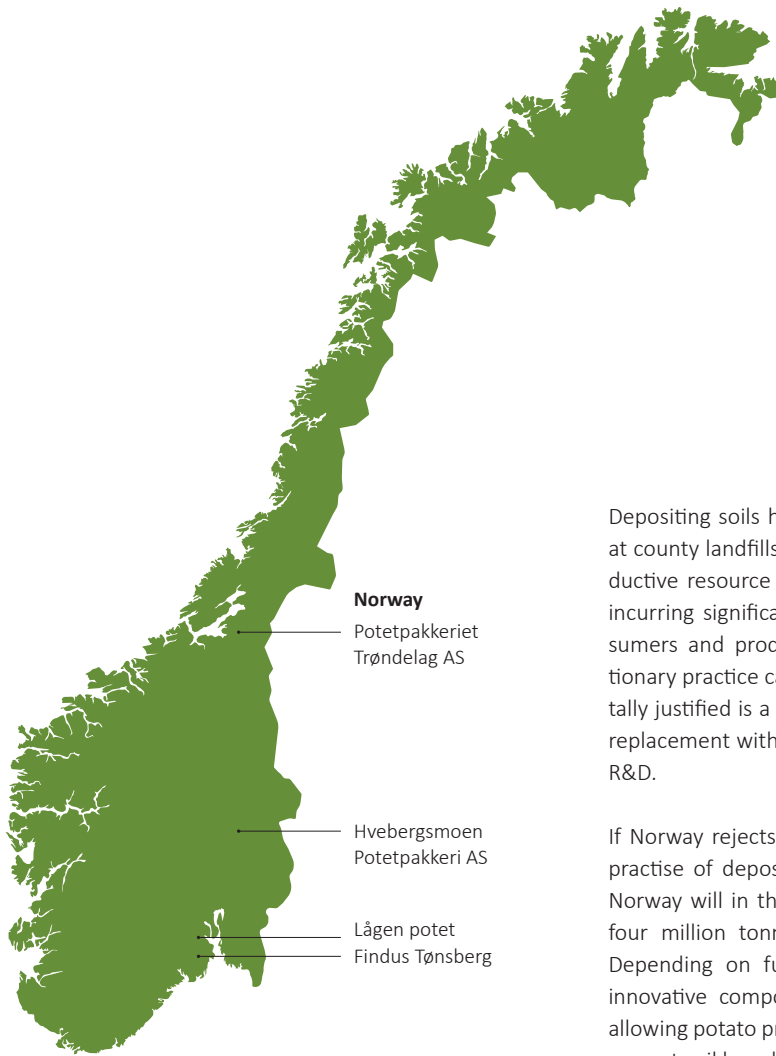 Norway
Potetpakkeriet
Trøndelag AS
Hvebergsmoen
Potetpakkeri AS
Lågen potet
Findus Tønsberg
Depositing soils h
at county landfills
ductive resource
incurring significa
sumers and prod
tionary practice ca
tally justified is a
replacement with
R&D.
If Norway rejects
practise of depos
Norway will in th
four million tonn
Depending on fu
innovative compo
allowing potato pr